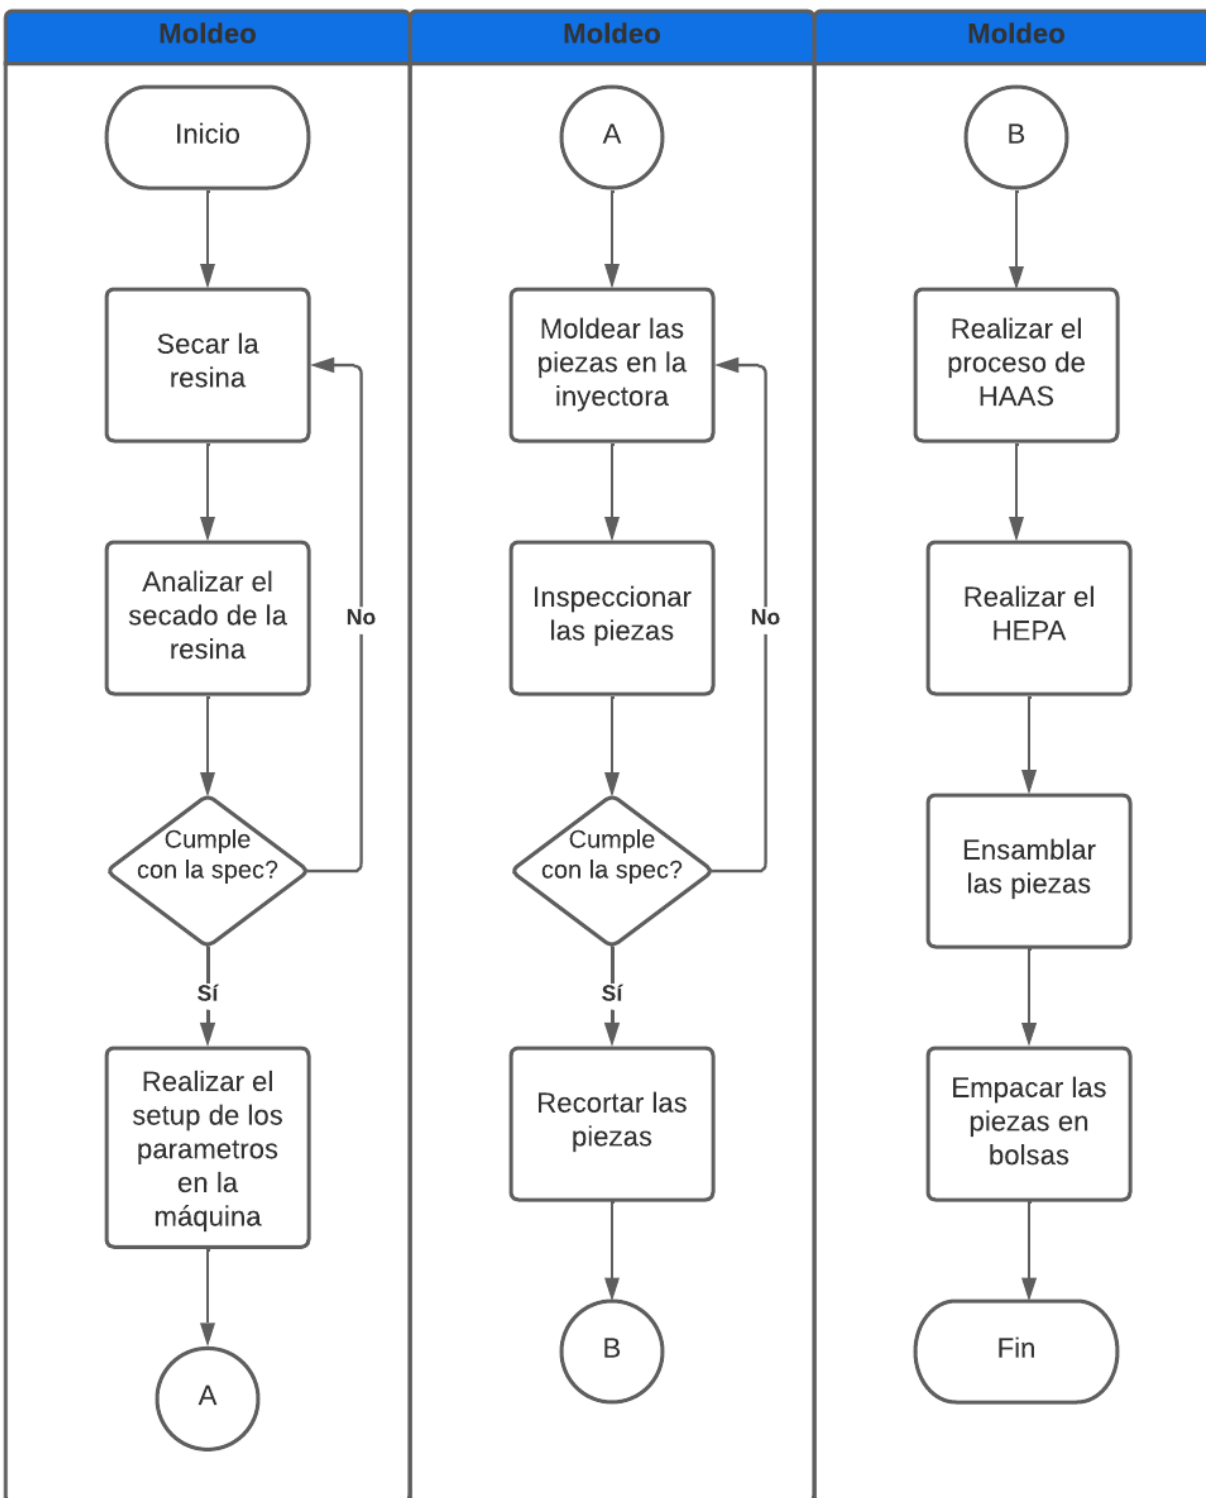 Moldeo
Inicio
Secar la
resina
Analizar el
secado de la
resina
No
Cumple
con la spec?
Sí
Realizar el
setup de los
parametros
en la
máquina
A
Moldeo
A
Moldear las
piezas en la
inyectora
Inspeccionar
las piezas
No
Cumple
con la spec?
Sí
Recortar las
piezas
B
Moldeo
B
Realizar el
proceso de
HAAS
Realizar el
HEPA
Ensamblar
las piezas
Empacar las
piezas en
bolsas
Fin